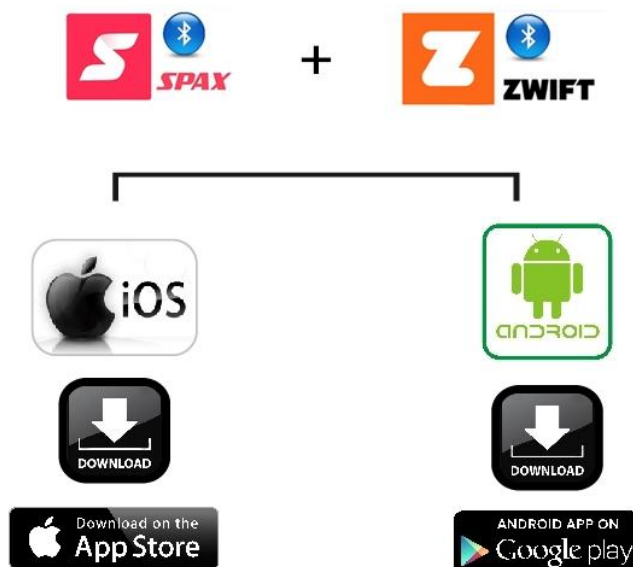 SPAX
+
ZWIFT
iOS
ANDROID
DOWNLOAD
DOWNLOAD
Download on the
App Store
ANDROID APP ON
Google play